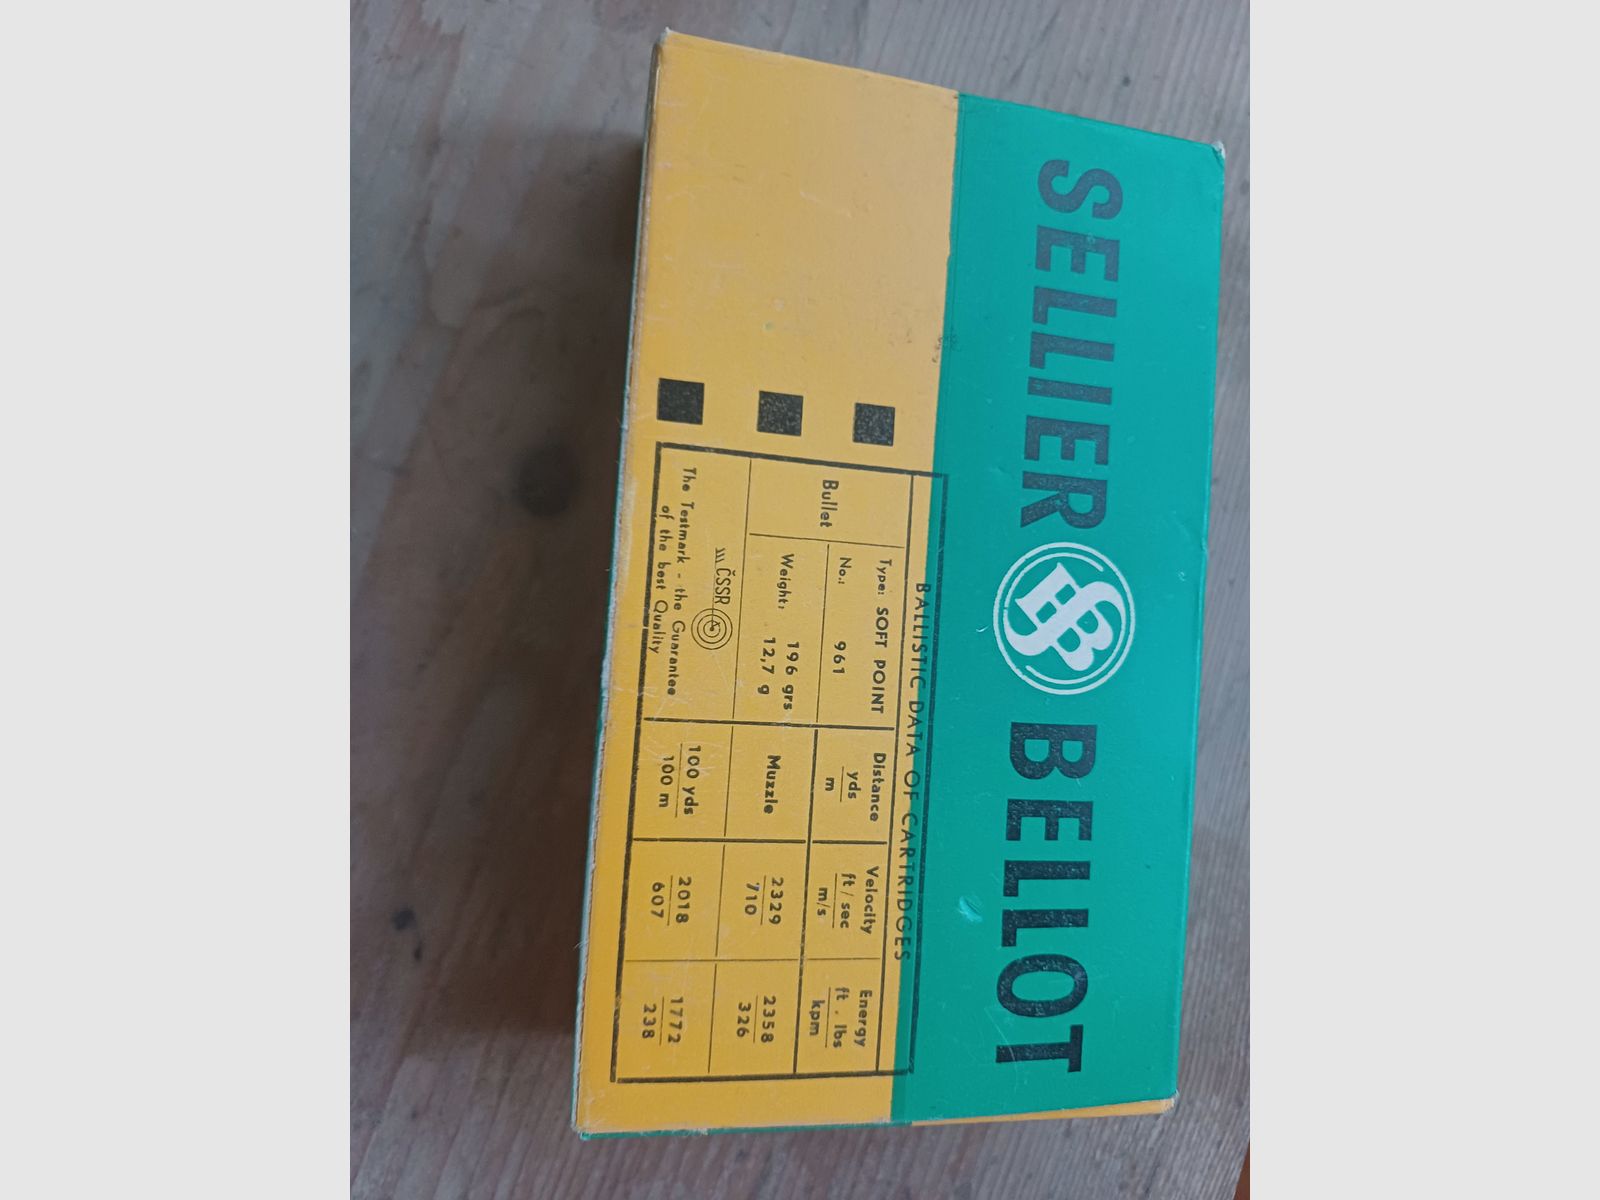 SELLIER SB BELLOT
BALLISTIC DATA OF CARTRIDGES
Bullet
Type: SOFT POINT
No.: 961
Weight: 196 grs
12,7 g
ČSSR
The Testmark - the Guarantee
of the best Quality
Distance
yds
m
Velocity
ft / sec
m/s
Energy
ft . lbs
kpm
Muzzle
2329
710
2358
326
100 yds
100 m
2018
607
1772
238